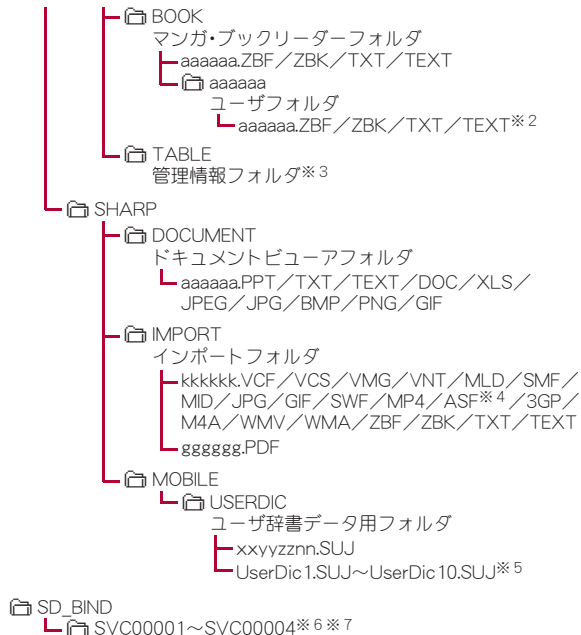 BOOK
マンガ・ブックリーダーフォルダ
aaaaaa.ZBF／ZBK／TXT／TEXT
aaaaaa
ユーザフォルダ
aaaaaa.ZBF／ZBK／TXT／TEXT※2
TABLE
管理情報フォルダ※3
SHARP
DOCUMENT
ドキュメントビューアフォルダ
aaaaaa.PPT／TXT／TEXT／DOC／XLS／
JPEG／JPG／BMP／PNG／GIF
IMPORT
インポートフォルダ
kkkkkk.VCF／VCS／VMG／VNT／MLD／SMF／
MID／JPG／GIF／SWF／MP4／ASF※4／3GP／
M4A／WMV／WMA／ZBF／ZBK／TXT／TEXT
gggggg.PDF
MOBILE
USERDIC
ユーザ辞書データ用フォルダ
xxyyzznn.SUJ
UserDic1.SUJ～UserDic10.SUJ※5
SD_BIND
SVC00001～SVC00004※6※7